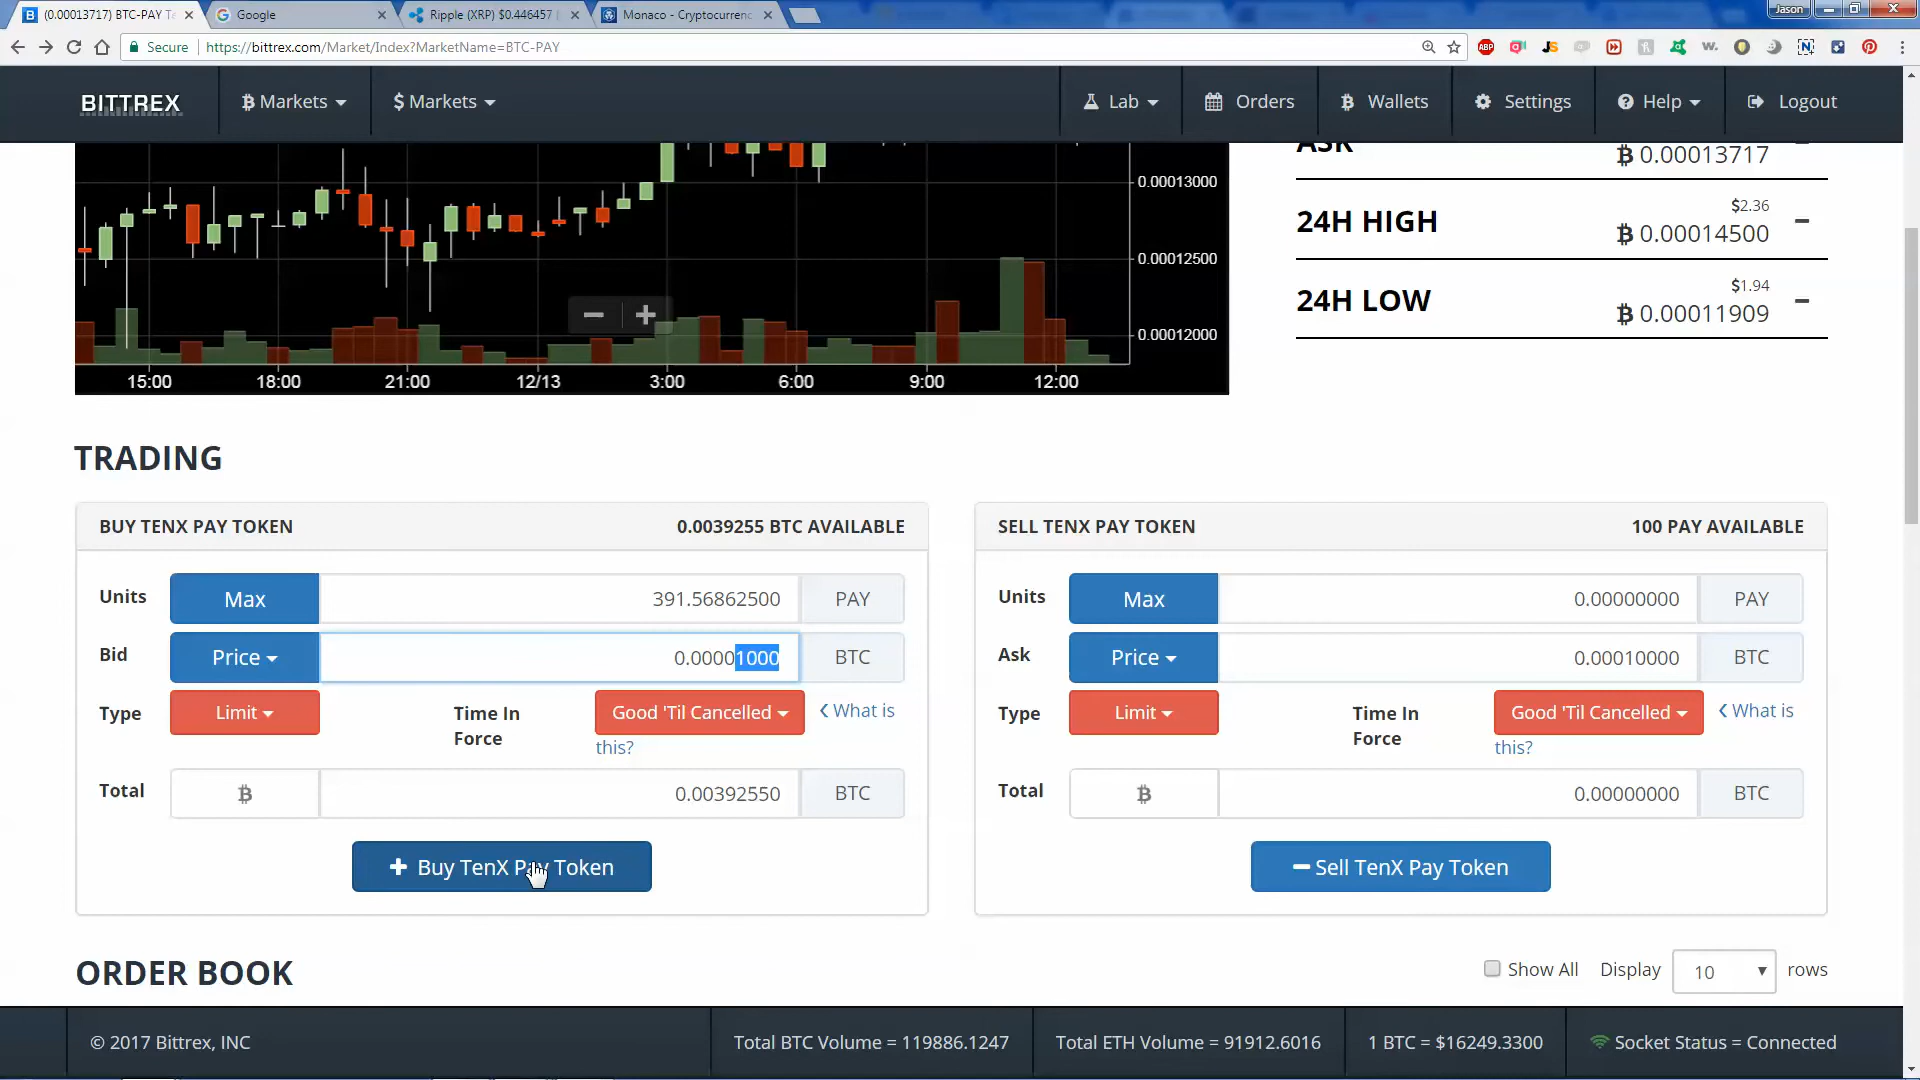 (0.00013717) BTC-PAY Te
Google
Ripple (XRP) $0.446457
Monaco - Cryptocurrenc
Jason
Secure
https://bittrex.com/Market/Index?MarketName=BTC-PAY
BITTREX
Markets
$ Markets
Lab
Orders
Wallets
Settings
Help
Logout
ASK
0.00013717
24H HIGH
$2.36
0.00014500
24H LOW
$1.94
0.00011909
0.00013000
0.00012500
0.00012000
15:00
18:00
21:00
12/13
3:00
6:00
9:00
12:00
TRADING
BUY TENX PAY TOKEN
0.0039255 BTC AVAILABLE
Units
Max
391.56862500
PAY
Bid
Price
0.00001000
BTC
Type
Limit
Time In
Force
Good 'Til Cancelled
What is
this?
Total
0.00392550
BTC
Buy TenX Pay Token
SELL TENX PAY TOKEN
100 PAY AVAILABLE
Units
Max
0.00000000
PAY
Ask
Price
0.00010000
BTC
Type
Limit
Time In
Force
Good 'Til Cancelled
What is
this?
Total
0.00000000
BTC
Sell TenX Pay Token
ORDER BOOK
Show All
Display
10
rows
© 2017 Bittrex, INC
Total BTC Volume = 119886.1247
Total ETH Volume = 91912.6016
1 BTC = $16249.3300
Socket Status = Connected